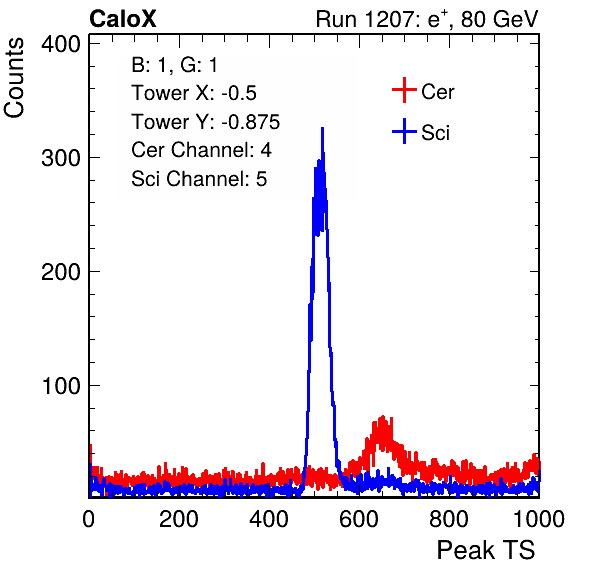 CaloX Run 1207: e⁺, 80 GeV
Counts
400
300
200
100
B: 1, G: 1
Tower X: -0.5
Tower Y: -0.875
Cer Channel: 4
Sci Channel: 5
Cer
Sci
0 200 400 600 800 1000
Peak TS